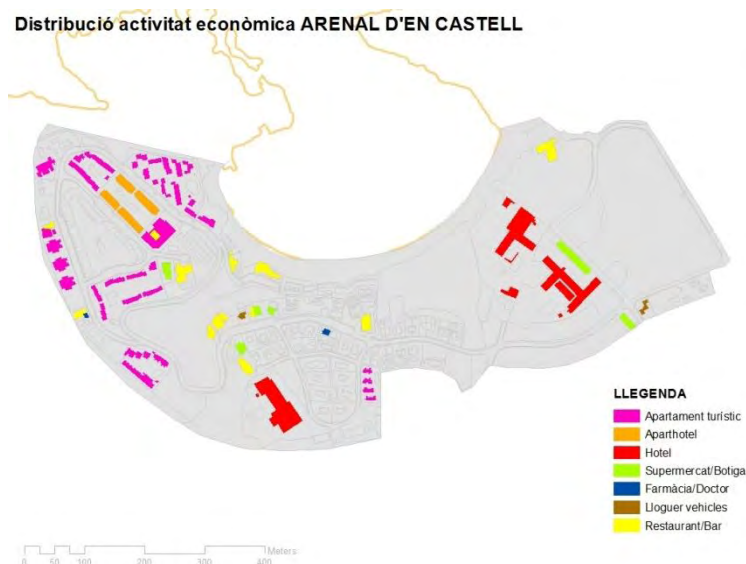 Distribució activitat econòmica ARENAL D'EN CASTELL
LLEGENDA
Apartament turístic
Aparthotel
Hotel
Supermercat/Botiga
Farmàcia/Doctor
Lloguer vehicles
Restaurant/Bar
Meters
0 50 100 200 300 400